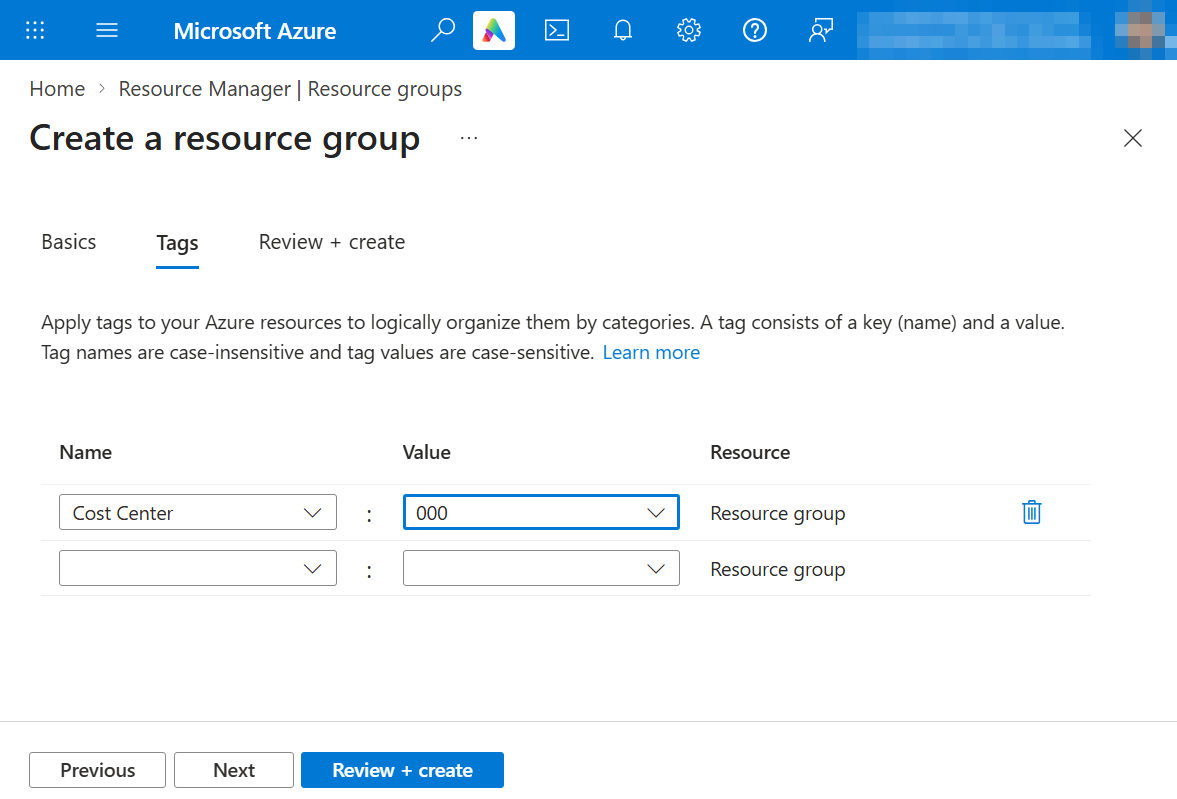 Microsoft Azure
Home > Resource Manager | Resource groups
Create a resource group ...
Basics Tags Review + create
Apply tags to your Azure resources to logically organize them by categories. A tag consists of a key (name) and a value.
Tag names are case-insensitive and tag values are case-sensitive. Learn more
Name Value Resource
Cost Center : 000 Resource group
: Resource group
Previous Next Review + create